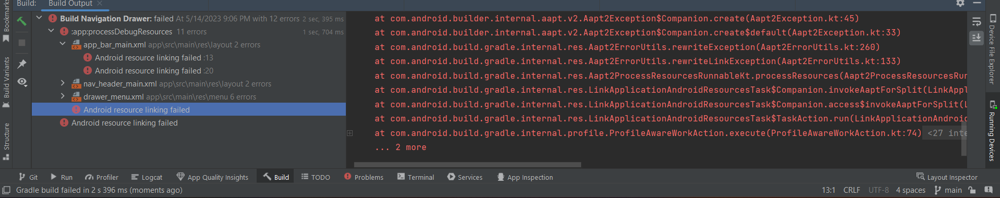 Build: Build Output
Build Navigation Drawer: failed At 5/14/2023 9:06 PM with 12 errors 2 sec, 395 ms
:app:processDebugResources 11 errors 1 sec, 704 ms
app_bar_main.xml app\src\main\res\layout 2 errors
Android resource linking failed :13
Android resource linking failed :20
nav_header_main.xml app\src\main\res\layout 2 errors
drawer_menu.xml app\src\main\res\menu 6 errors
Android resource linking failed
Android resource linking failed
at com.android.builder.internal.aapt.v2.Aapt2Exception$Companion.create(Aapt2Exception.kt:45)
at com.android.builder.internal.aapt.v2.Aapt2Exception$Companion.create$default(Aapt2Exception.kt:33)
at com.android.build.gradle.internal.res.Aapt2ErrorUtils.rewriteException(Aapt2ErrorUtils.kt:260)
at com.android.build.gradle.internal.res.Aapt2ErrorUtils.rewriteLinkException(Aapt2ErrorUtils.kt:133)
at com.android.build.gradle.internal.res.Aapt2ProcessResourcesRunnableKt.processResources(Aapt2ProcessResourcesRun
at com.android.build.gradle.internal.res.LinkApplicationAndroidResourcesTask$Companion.invokeAaptForSplit(LinkAppl
at com.android.build.gradle.internal.res.LinkApplicationAndroidResourcesTask$Companion.access$invokeAaptForSplit(L
at com.android.build.gradle.internal.res.LinkApplicationAndroidResourcesTask$TaskAction.run(LinkApplicationAndroid
at com.android.build.gradle.internal.profile.ProfileAwareWorkAction.execute(ProfileAwareWorkAction.kt:74) <27 inte
... 2 more
Bookmarks
Build Variants
Structure
Device File Explorer
Running Devices
Git Run Profiler Logcat App Quality Insights Build TODO Problems Terminal Services App Inspection Layout Inspector
Gradle build failed in 2 s 396 ms (moments ago) 13:1 CRLF UTF-8 4 spaces main